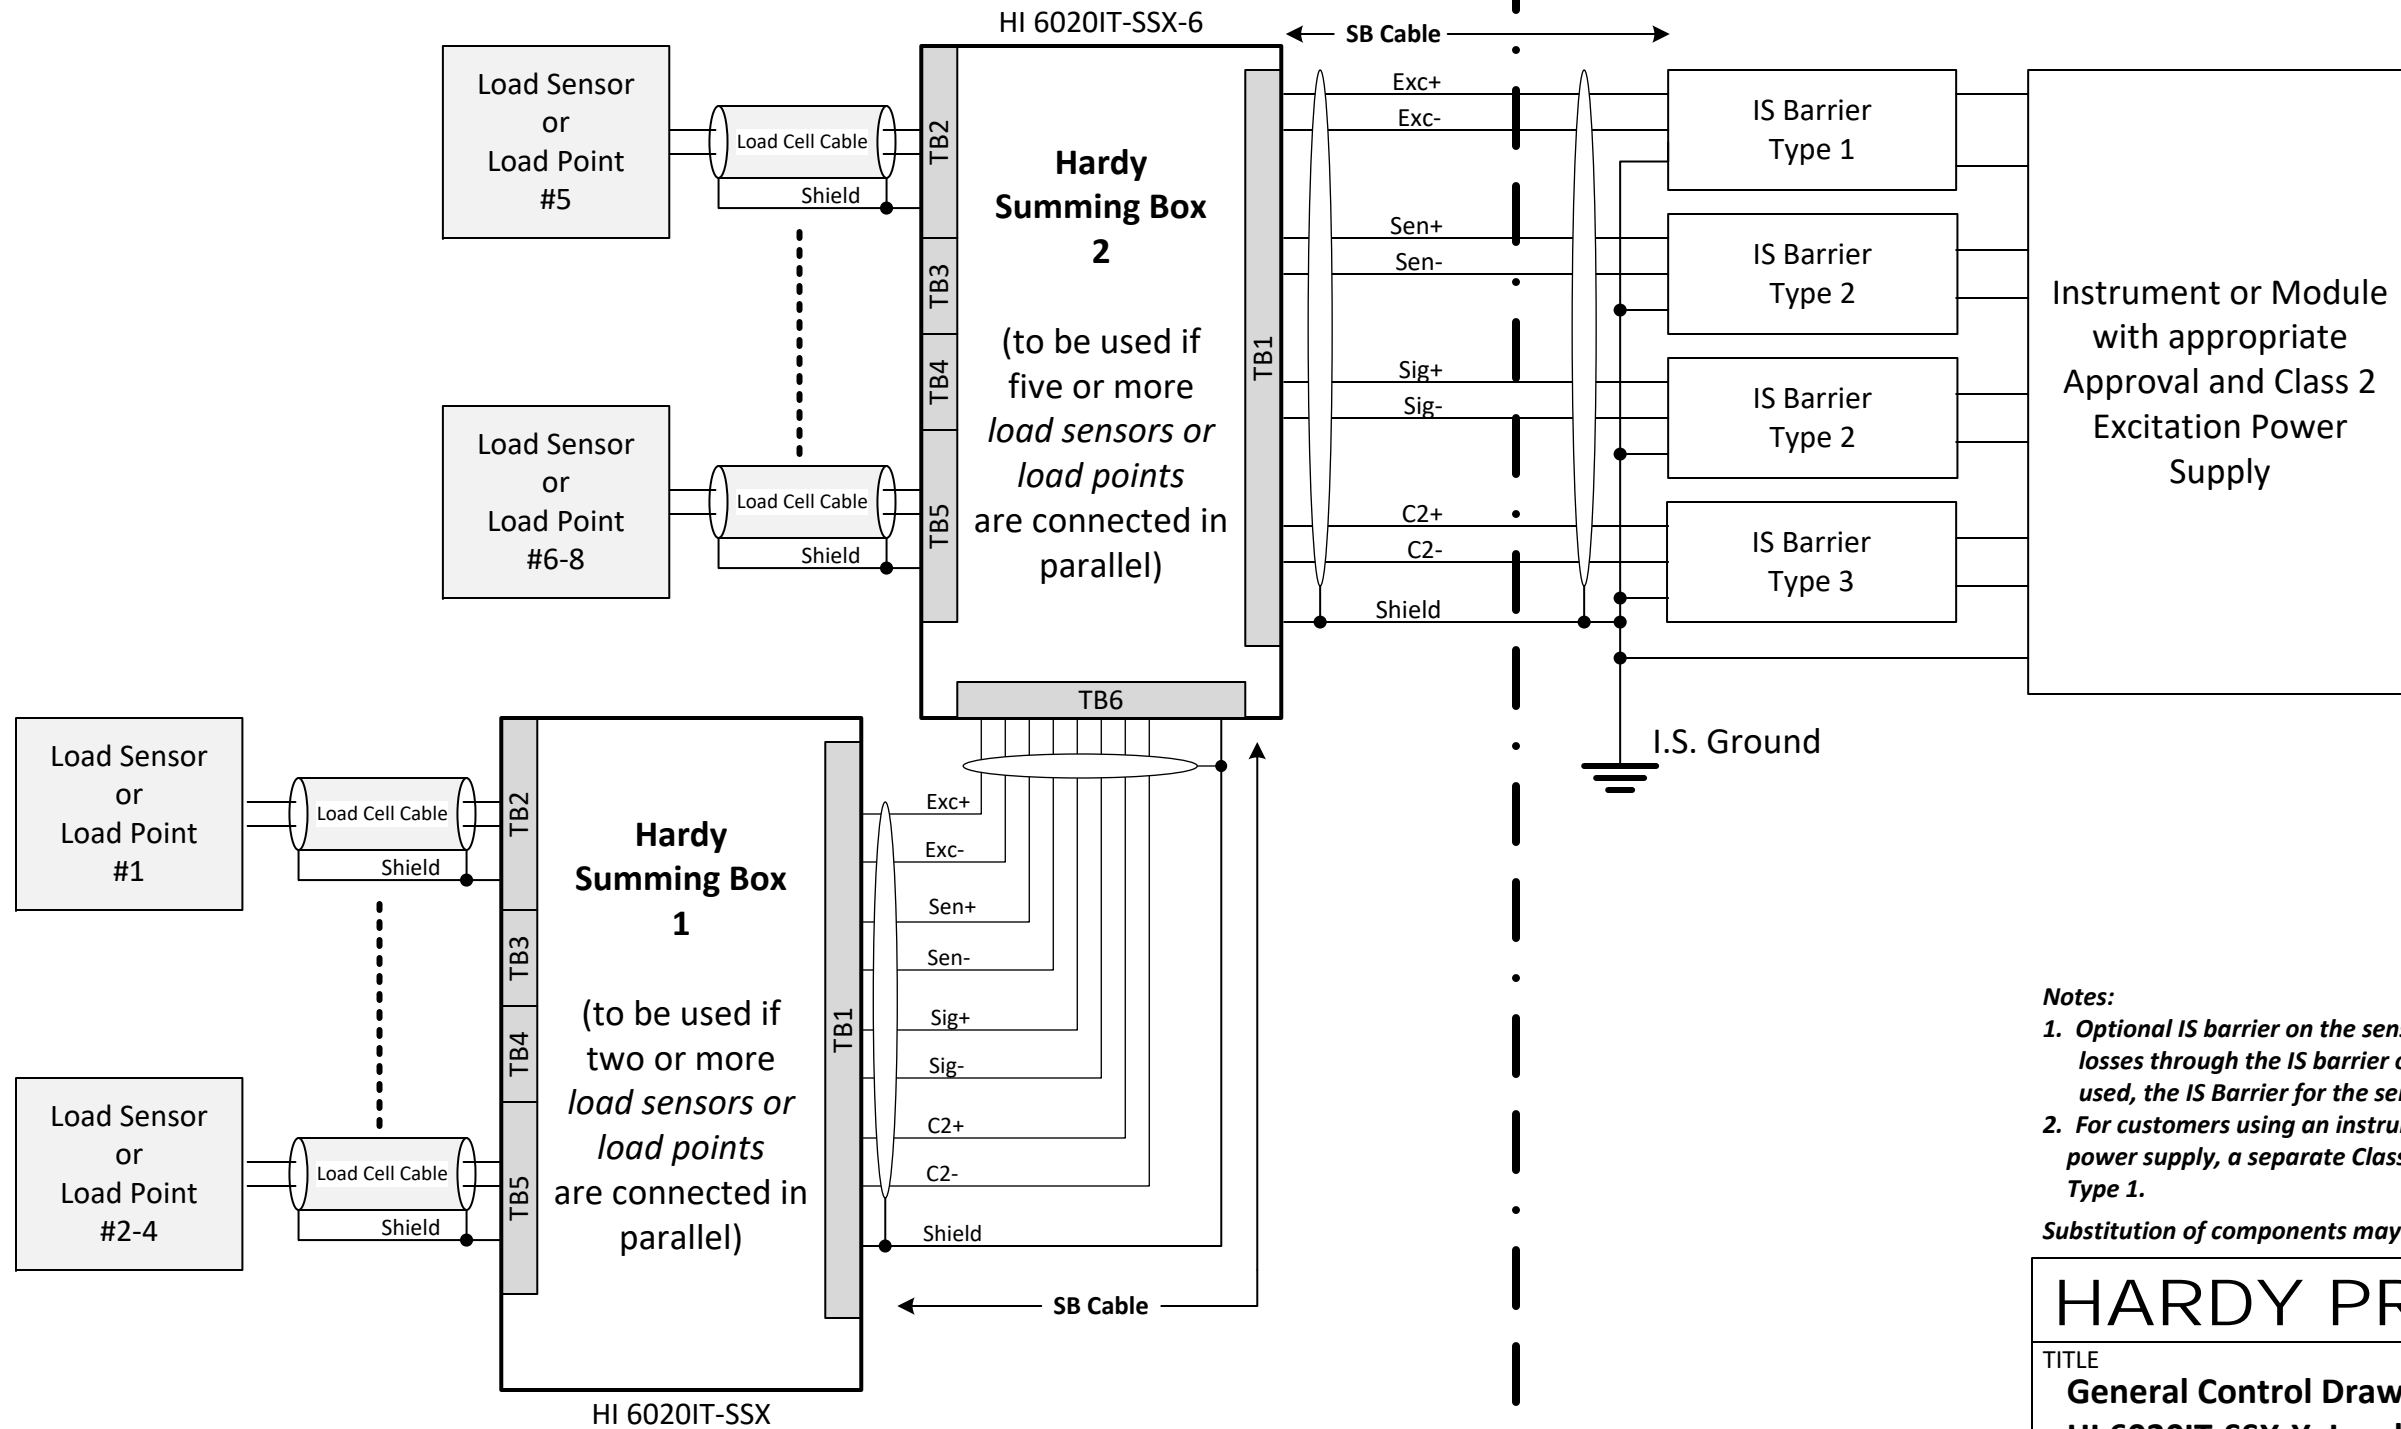 HI 6020IT-SSX-6
SB Cable
Load Sensor
or
Load Point
#5
Load Cell Cable
Shield
TB2
TB3
TB4
TB5
Hardy
Summing Box
2
(to be used if
five or more
load sensors or
load points
are connected in
parallel)
TB1
TB6
Exc+
Exc-
Sen+
Sen-
Sig+
Sig-
C2+
C2-
Shield
IS Barrier
Type 1
IS Barrier
Type 2
IS Barrier
Type 2
IS Barrier
Type 3
Instrument or Module
with appropriate
Approval and Class 2
Excitation Power
Supply
I.S. Ground
Load Sensor
or
Load Point
#6-8
Load Cell Cable
Shield
Load Sensor
or
Load Point
#1
Load Cell Cable
Shield
Load Sensor
or
Load Point
#2-4
Load Cell Cable
Shield
TB2
TB3
TB4
TB5
Hardy
Summing Box
1
(to be used if
two or more
load sensors or
load points
are connected in
parallel)
TB1
Exc+
Exc-
Sen+
Sen-
Sig+
Sig-
C2+
C2-
Shield
SB Cable
HI 6020IT-SSX
Notes:
1. Optional IS barrier on the
losses through the IS barrier
used, the IS Barrier for the
2. For customers using an
power supply, a separate
Type 1.
Substitution of components may
HARDY
TITLE
General Control